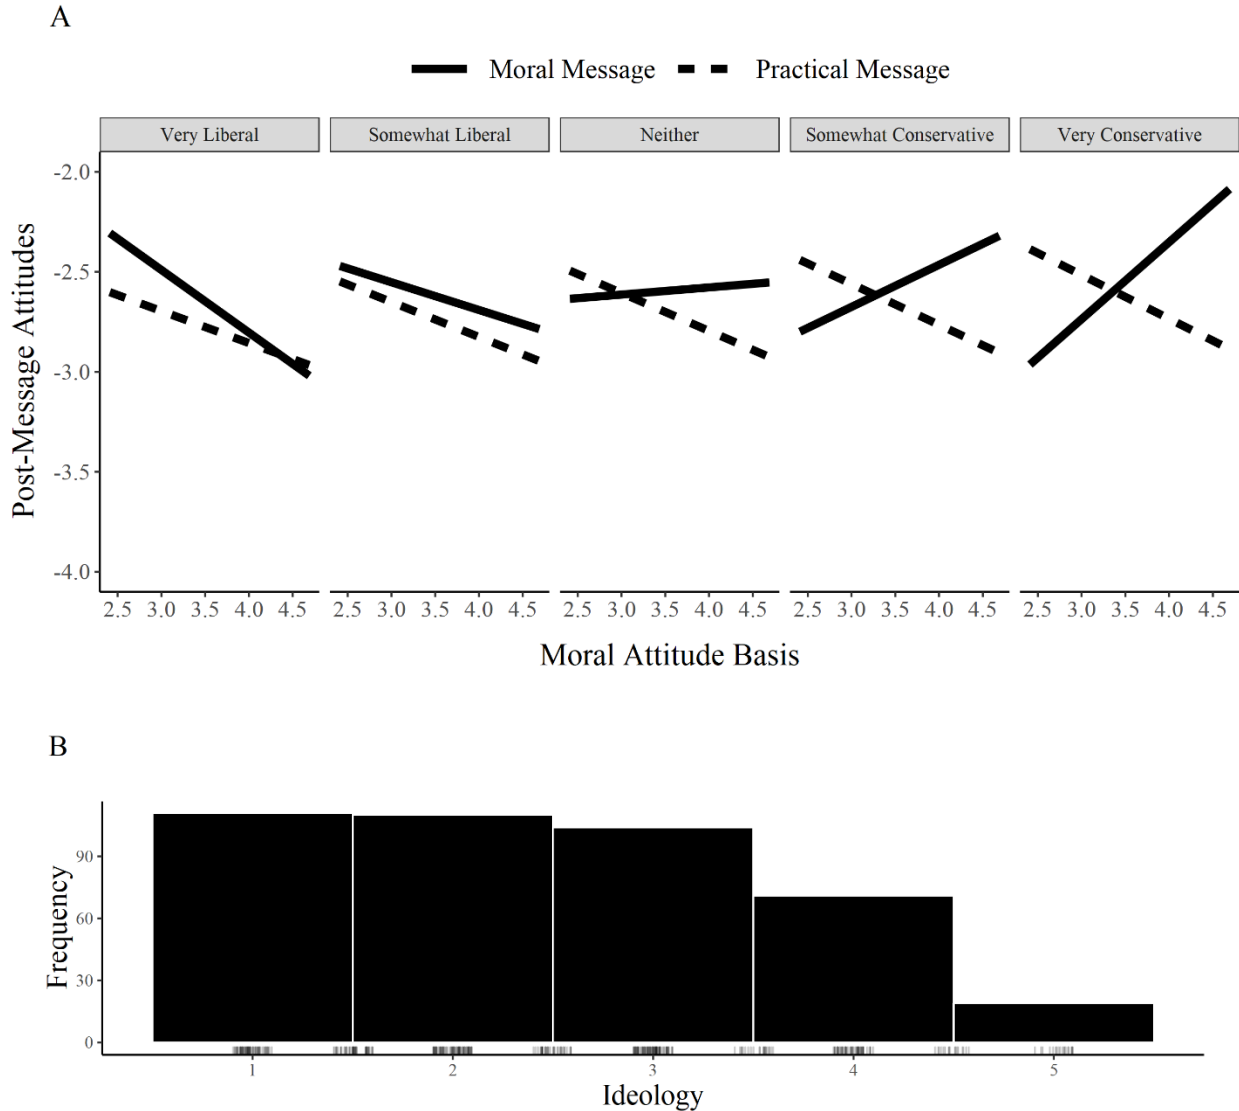 A
Moral Message Practical Message
Very Liberal Somewhat Liberal Neither Somewhat Conservative Very Conservative
-2.0
-2.5
-3.0
-3.5
-4.0
Post-Message Attitudes
2.5 3.0 3.5 4.0 4.5 2.5 3.0 3.5 4.0 4.5 2.5 3.0 3.5 4.0 4.5 2.5 3.0 3.5 4.0 4.5 2.5 3.0 3.5 4.0 4.5
Moral Attitude Basis
B
90
60
30
0
Frequency
1 2 3 4 5
Ideology